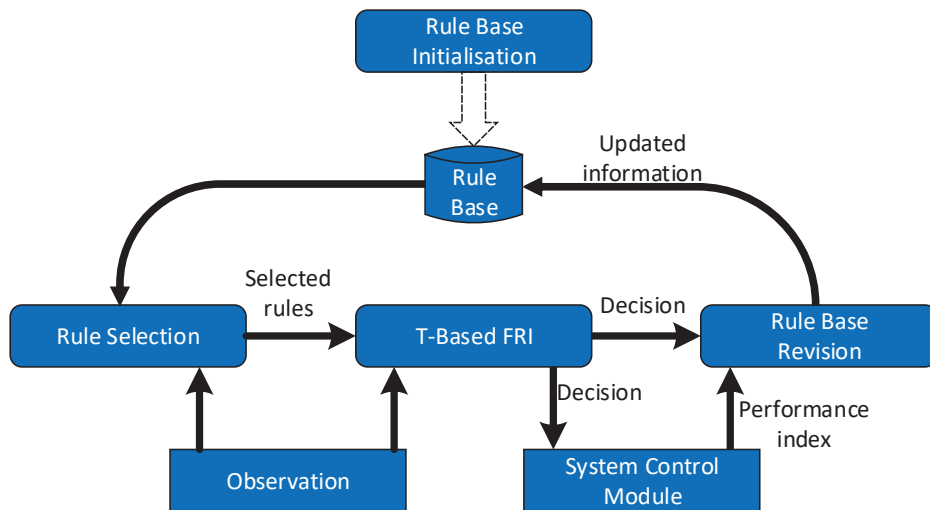 Rule Base
Initialisation
Updated
information
Rule
Base
Selected
rules
Decision
Rule Selection
T-Based FRI
Rule Base
Revision
Decision
Performance
index
Observation
System Control
Module